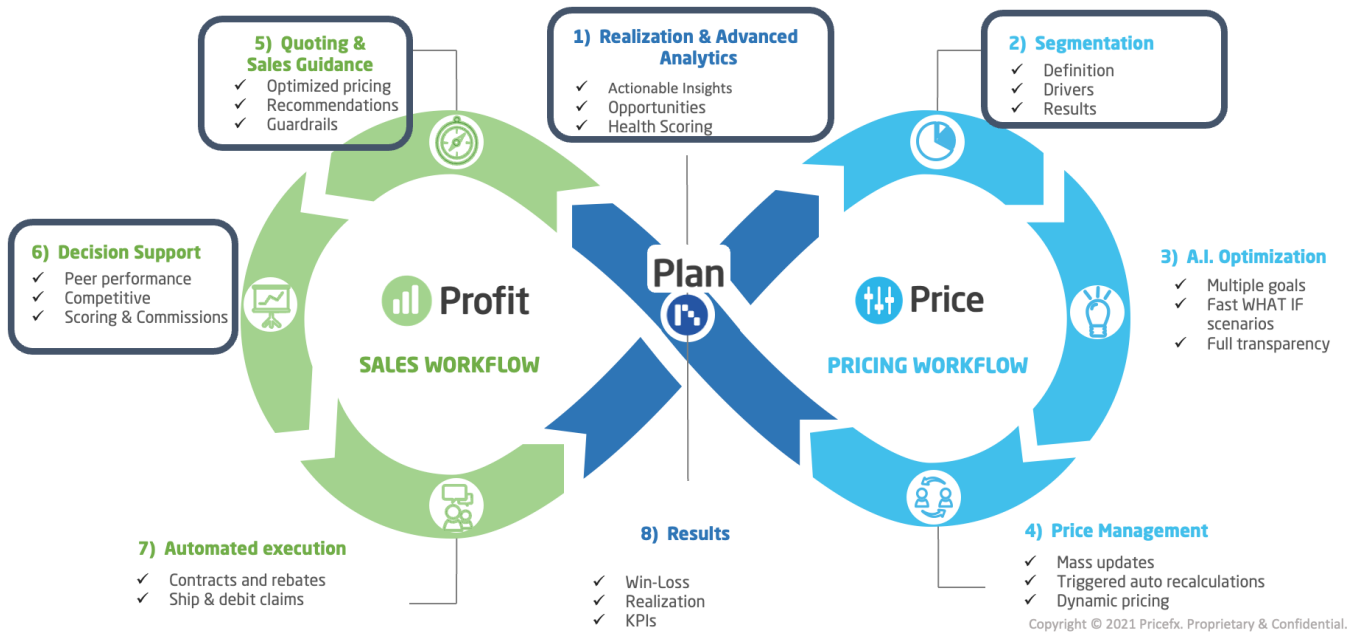 5) Quoting &
Sales Guidance
✓ Optimized pricing
✓ Recommendations
✓ Guardrails
1) Realization & Advanced
Analytics
✓ Actionable Insights
✓ Opportunities
✓ Health Scoring
2) Segmentation
✓ Definition
✓ Drivers
✓ Results
6) Decision Support
✓ Peer performance
✓ Competitive
✓ Scoring & Commissions
Profit
SALES WORKFLOW
Plan
Price
PRICING WORKFLOW
3) A.I. Optimization
✓ Multiple goals
✓ Fast WHAT IF
scenarios
✓ Full transparency
7) Automated execution
✓ Contracts and rebates
✓ Ship & debit claims
8) Results
✓ Win-Loss
✓ Realization
✓ KPIs
4) Price Management
✓ Mass updates
✓ Triggered auto recalculations
✓ Dynamic pricing
Copyright © 2021 Pricefx. Proprietary & Confidential.